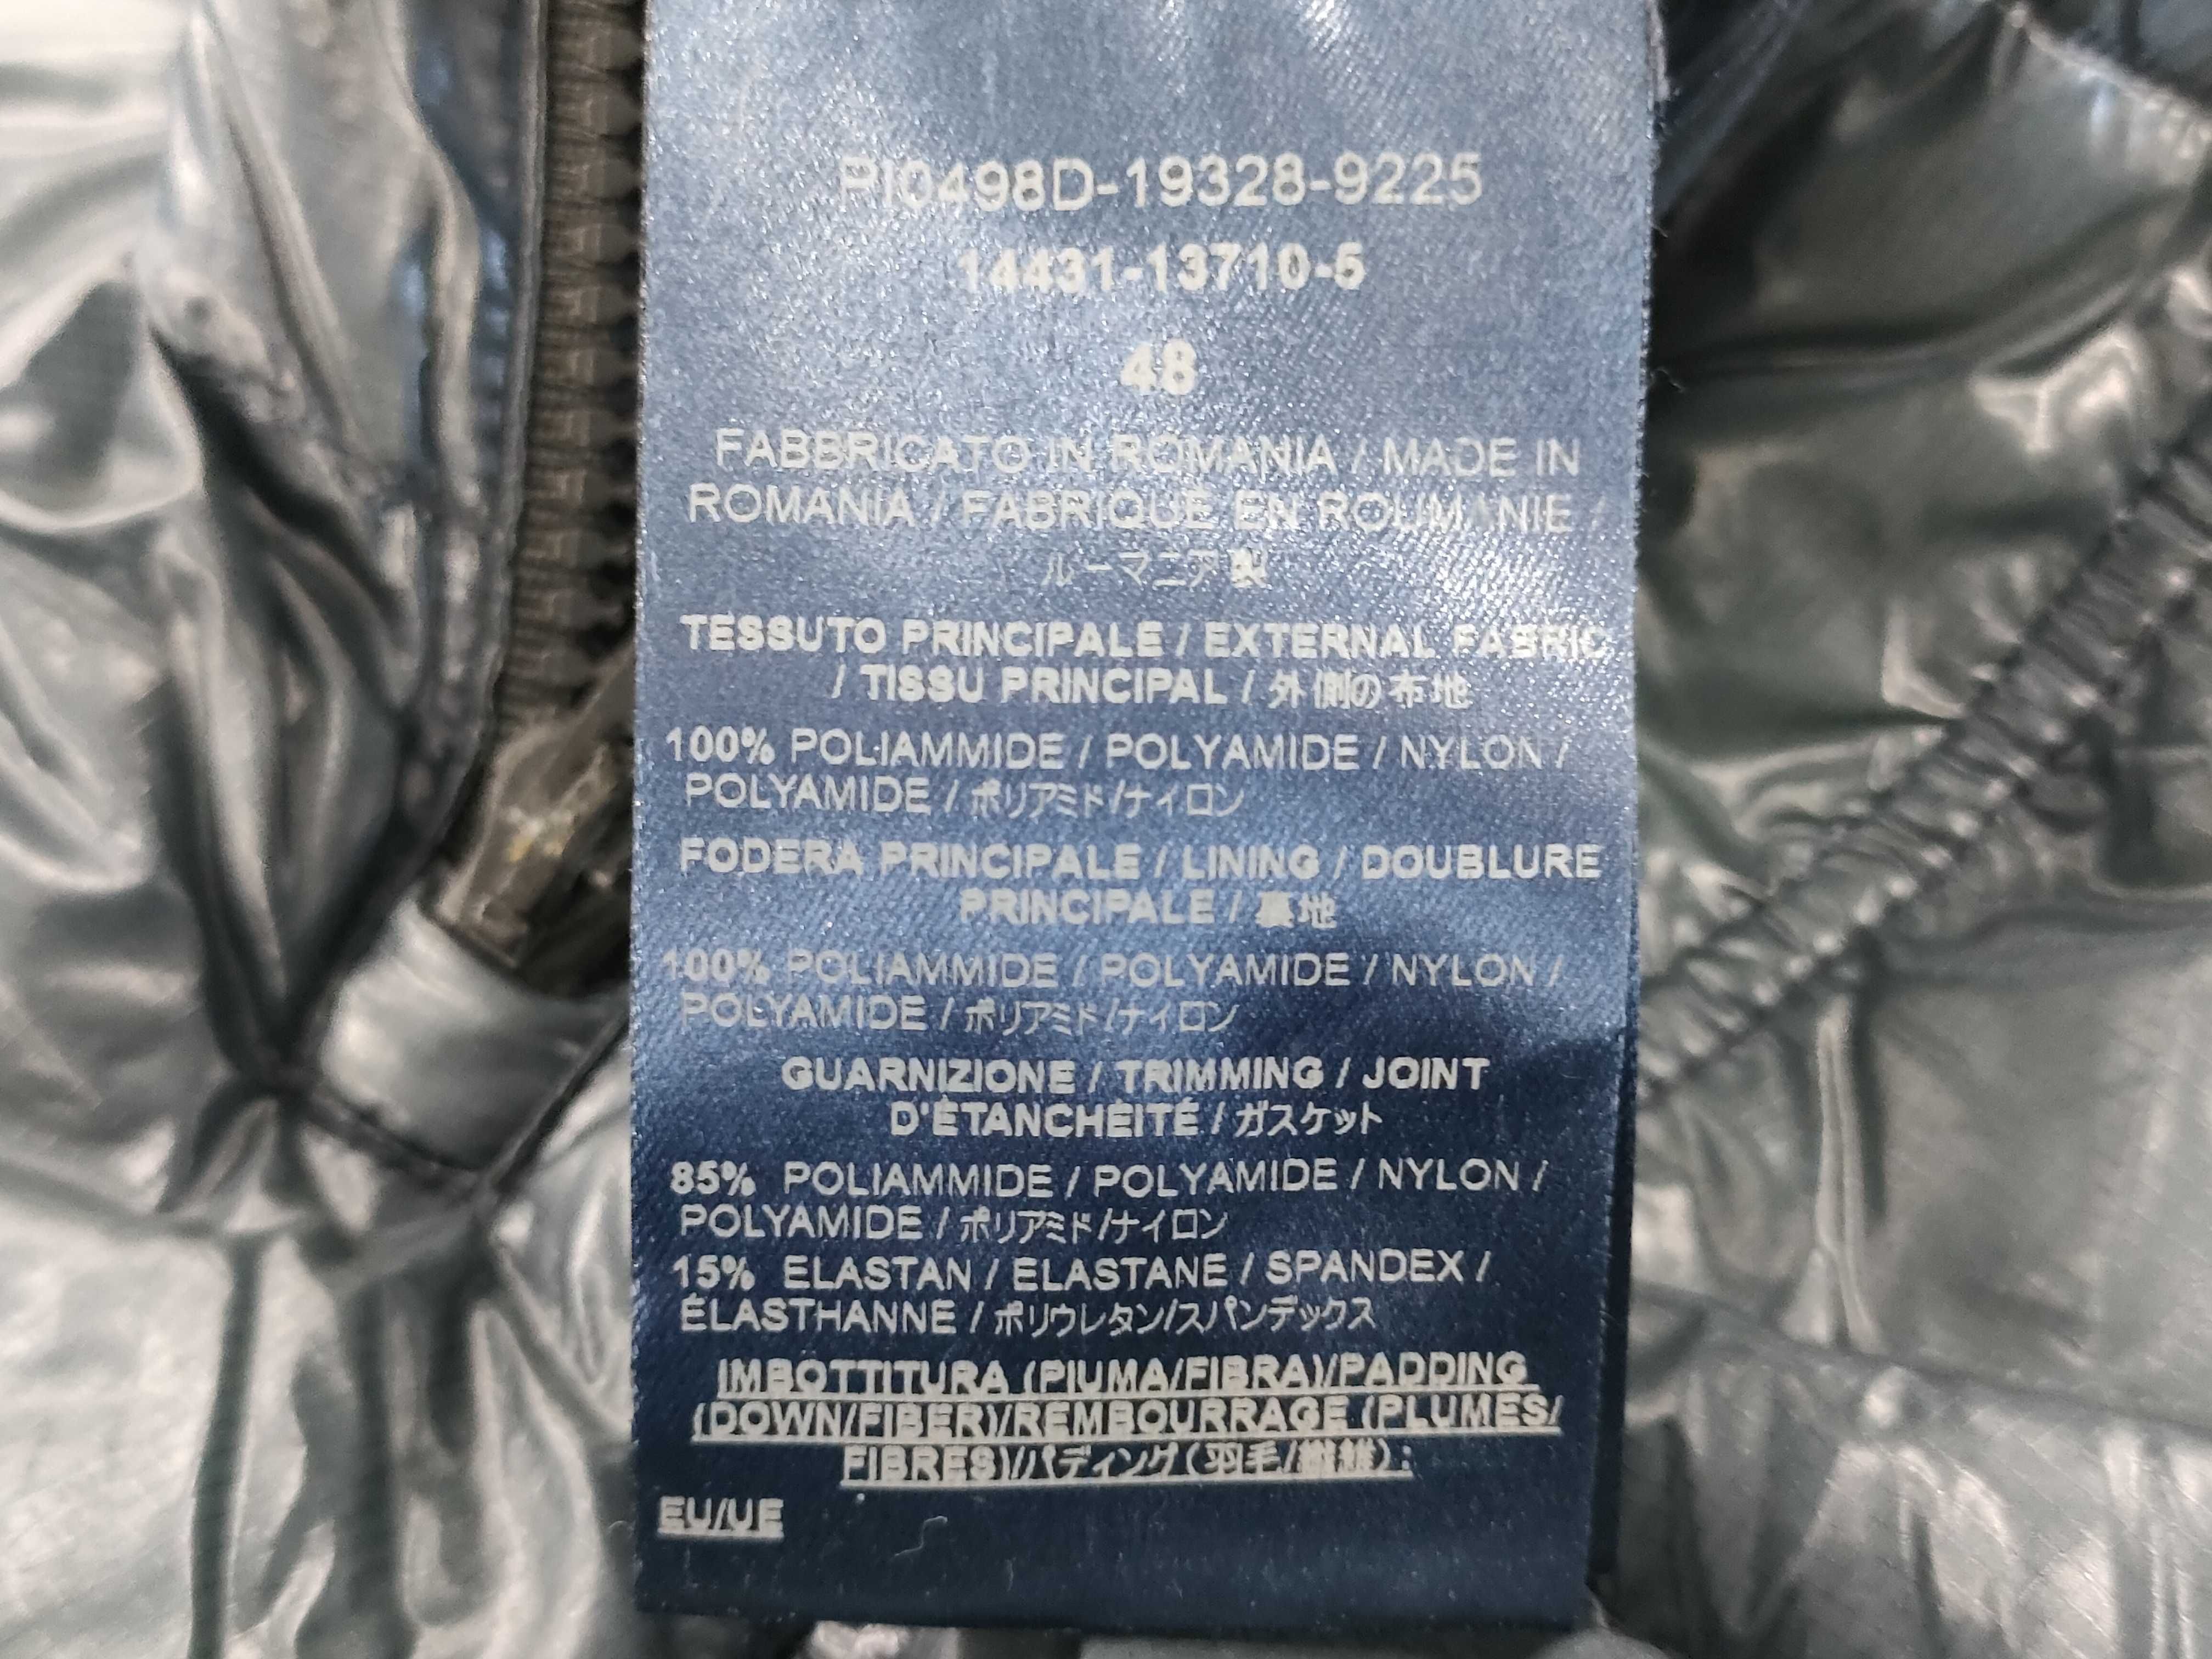 PI0498D-19328-9225
14431-13710-5
48
FABBRICATO IN ROMANIA / MADE IN
ROMANIA / FABRIQUÉ EN ROUMANIE /
ルーマニア製
TESSUTO PRINCIPALE / EXTERNAL FABRIC
/ TISSU PRINCIPAL / 外側の布地
100% POLIAMMIDE / POLYAMIDE / NYLON /
POLYAMIDE / ポリアミド/ナイロン
FODERA PRINCIPALE / LINING / DOUBLURE
PRINCIPALE / 裏地
100% POLIAMMIDE / POLYAMIDE / NYLON /
POLYAMIDE / ポリアミド/ナイロン
GUARNIZIONE / TRIMMING / JOINT
D'ÉTANCHÉITÉ / ガスケット
85% POLIAMMIDE / POLYAMIDE / NYLON /
POLYAMIDE / ポリアミド/ナイロン
15% ELASTAN / ELASTANE / SPANDEX /
ÉLASTHANNE / ポリウレタン/スパンデックス
IMBOTTITURA (PIUMA/FIBRA)/PADDING
(DOWN/FIBER)/REMBOURRAGE (PLUMES/
FIBRES)/パディング(羽毛/繊維):
EU/UE